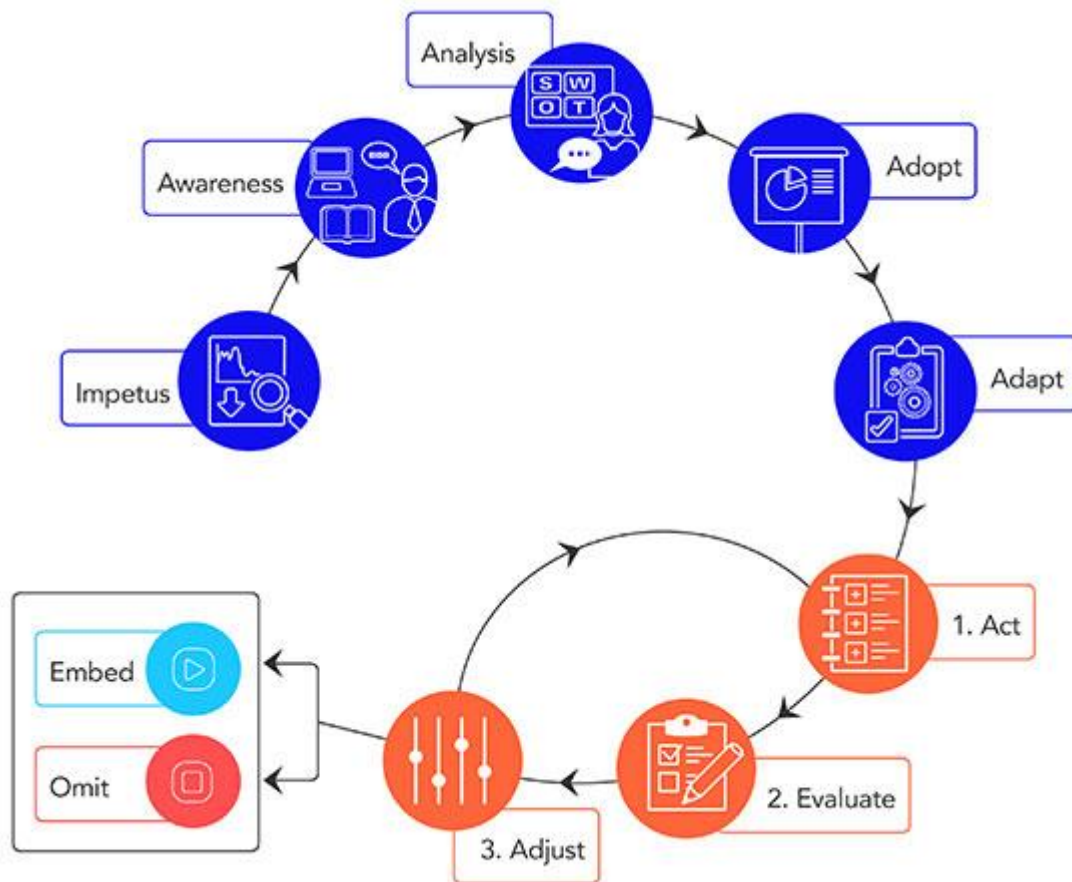 Analysis
S W
O T
Awareness
Adopt
Impetus
Adapt
1. Act
Embed
2. Evaluate
Omit
3. Adjust